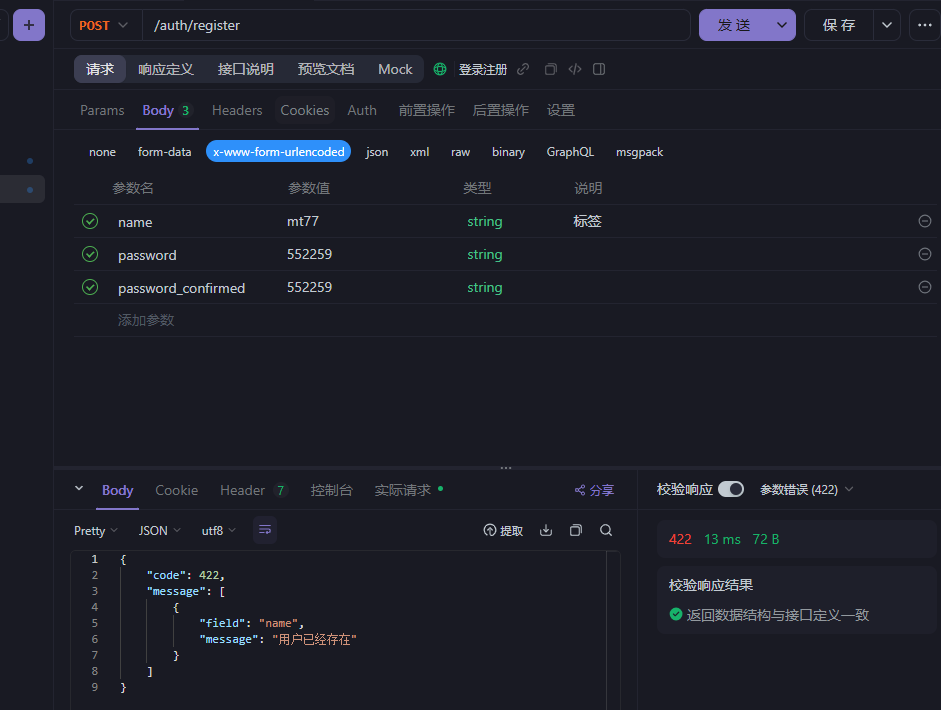 POST /auth/register 发 送 保 存
请求 响应定义 接口说明 预览文档 Mock 登录注册
Params Body 3 Headers Cookies Auth 前置操作 后置操作 设置
none form-data x-www-form-urlencoded json xml raw binary GraphQL msgpack
参数名 参数值 类型 说明
name mt77 string 标签
password 552259 string
password_confirmed 552259 string
添加参数
Body Cookie Header 7 控制台 实际请求 分享 校验响应 参数错误 (422)
Pretty JSON utf8 提取
422 13 ms 72 B
1 {
2 "code": 422,
3 "message": [
4 {
5 "field": "name",
6 "message": "用户已经存在"
7 }
8 ]
9 }
校验响应结果
返回数据结构与接口定义一致